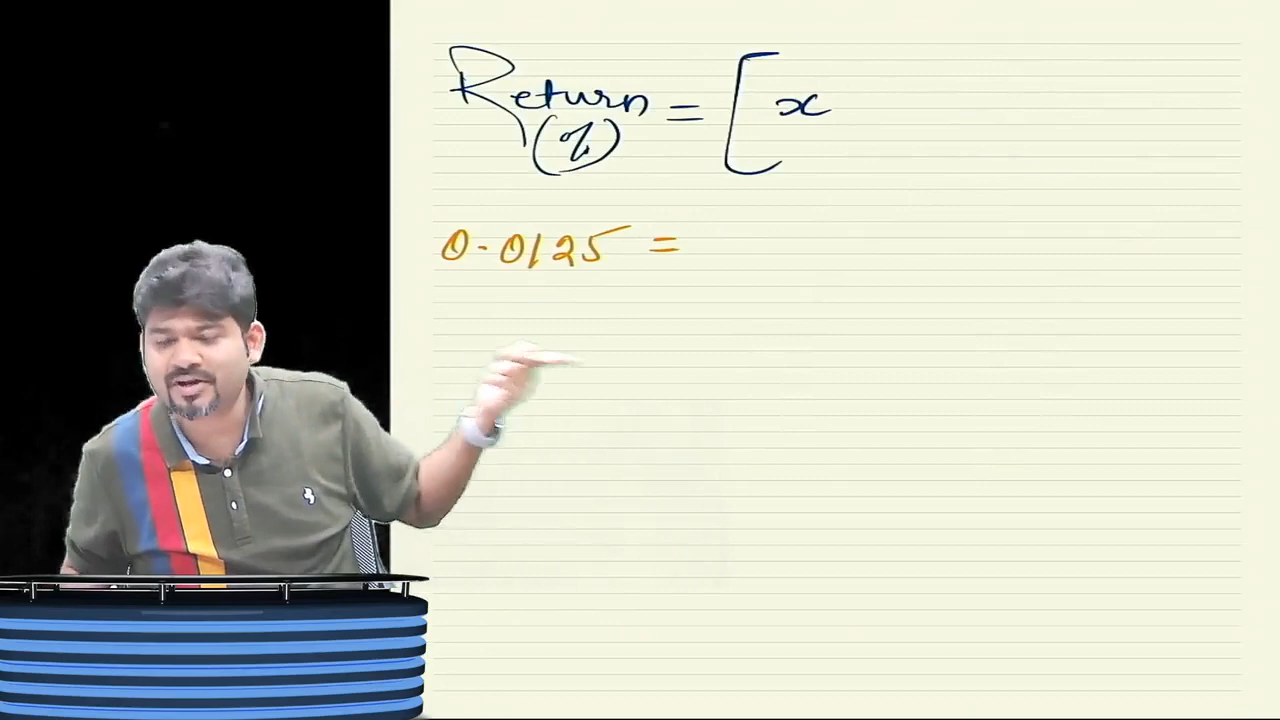 Return = [ x
(%)
0.0125 =